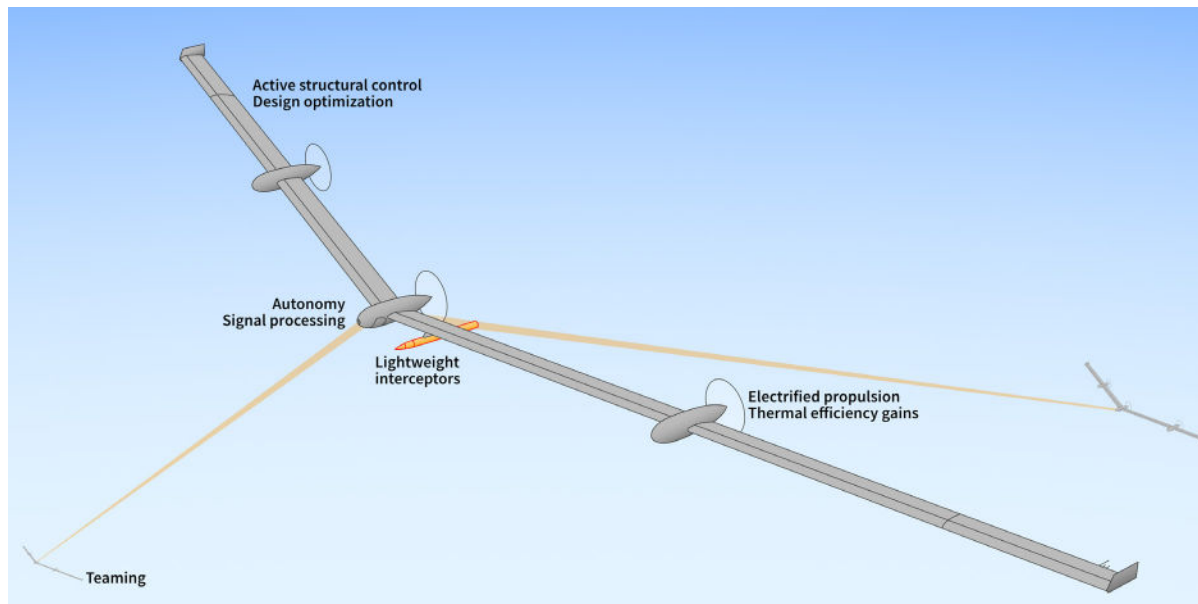 Active structural control
Design optimization
Autonomy
Signal processing
Lightweight
interceptors
Electrified propulsion
Thermal efficiency gains
Teaming